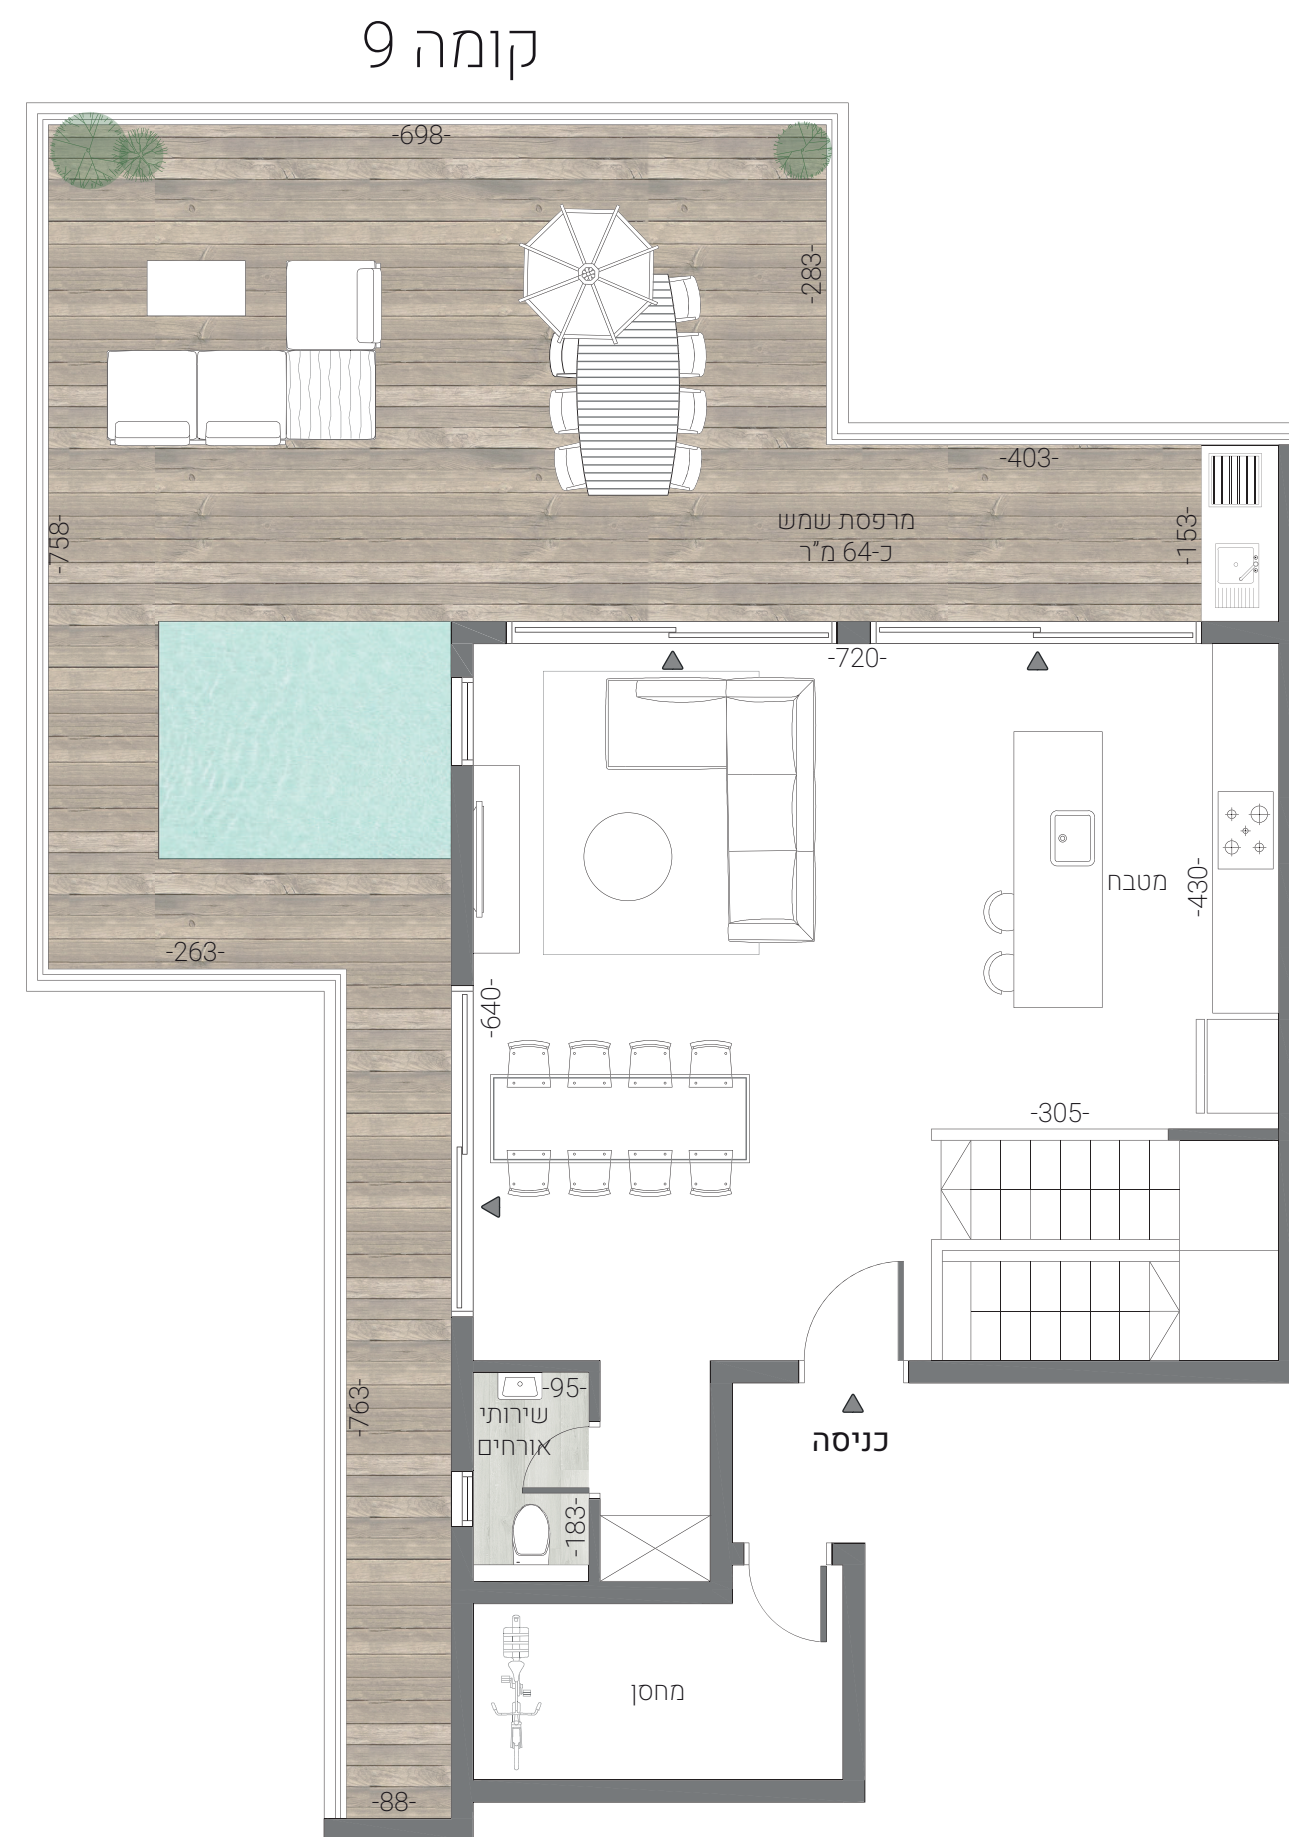 קומה 9
-698-
-283-
-403-
מרפסת שמש
כ-64 מ"ר
-153-
-758-
-720-
מטבח
-430-
-263-
-640-
-305-
-95-
שירותי
אורחים
-763-
כניסה
-183-
מחסן
-88-